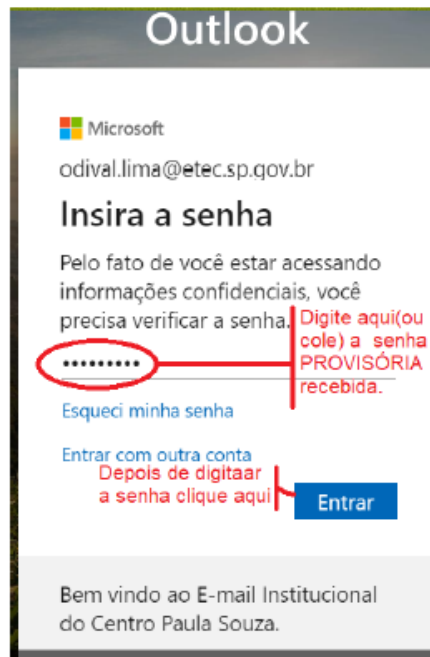 Outlook
Microsoft
odival.lima@etec.sp.gov.br
Insira a senha
Pelo fato de você estar acessando
informações confidenciais, você
precisa verificar a senha.
Digite aqui(ou
cole) a senha
PROVISÓRIA
recebida.
•••••••••
Esqueci minha senha
Entrar com outra conta
Depois de digitaar
a senha clique aqui
Entrar
Bem vindo ao E-mail Institucional
do Centro Paula Souza.